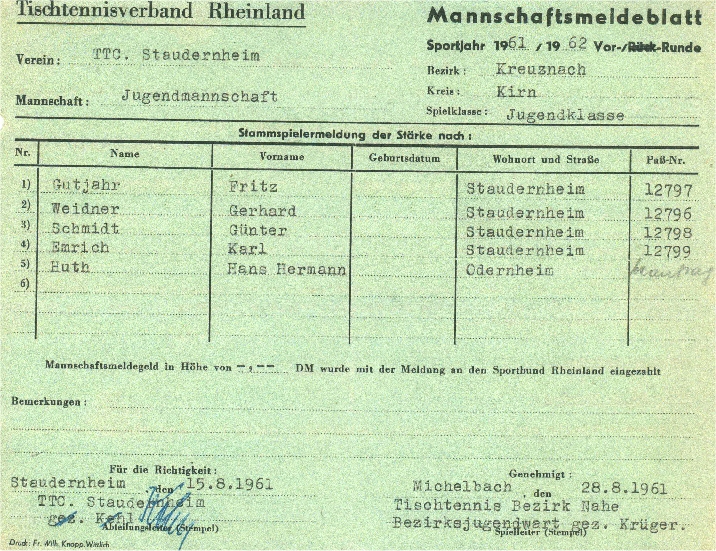 Tischtennisverband Rheinland
Mannschaftsmeldeblatt
Sportjahr 1961 / 1962 Vor-/Rück-Runde
Verein: TTC. Staudernheim
Bezirk: Kreuznach
Kreis: Kirn
Mannschaft: Jugendmannschaft
Spielklasse: Jugendklasse
Stammspielermeldung der Stärke nach:
Nr. Name Vorname Geburtsdatum Wohnort und Straße Paß-Nr.
1) Gutjahr Fritz Staudernheim 12797
2) Weidner Gerhard Staudernheim 12796
3) Schmidt Günter Staudernheim 12798
4) Emrich Karl Staudernheim 12799
5) Huth Hans Hermann Odernheim
6)
Mannschaftsmeldegeld in Höhe von -,-- DM wurde mit der Meldung an den Sportbund Rheinland eingezahlt
Bemerkungen:
Für die Richtigkeit:
Genehmigt:
Staudernheim, den 15.8.1961
Michelbach, den 28.8.1961
TTC. Staudernheim
Tischtennis Bezirk Nahe
gez. Kehl
Bezirksjugendwart gez. Krüger.
Abteilungsleiter (Stempel)
Spielleiter (Stempel)
Druck: Fr. Wilh. Knopp, Wittlich